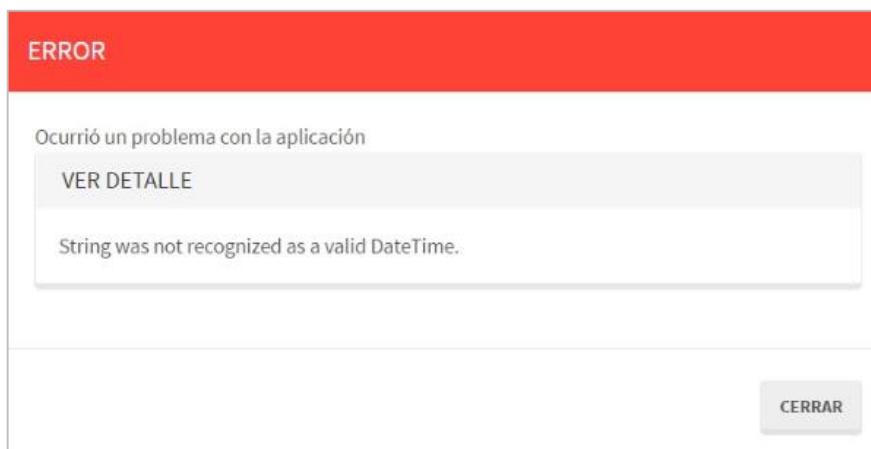 ERROR
Ocurrió un problema con la aplicación
VER DETALLE
String was not recognized as a valid DateTime.
CERRAR